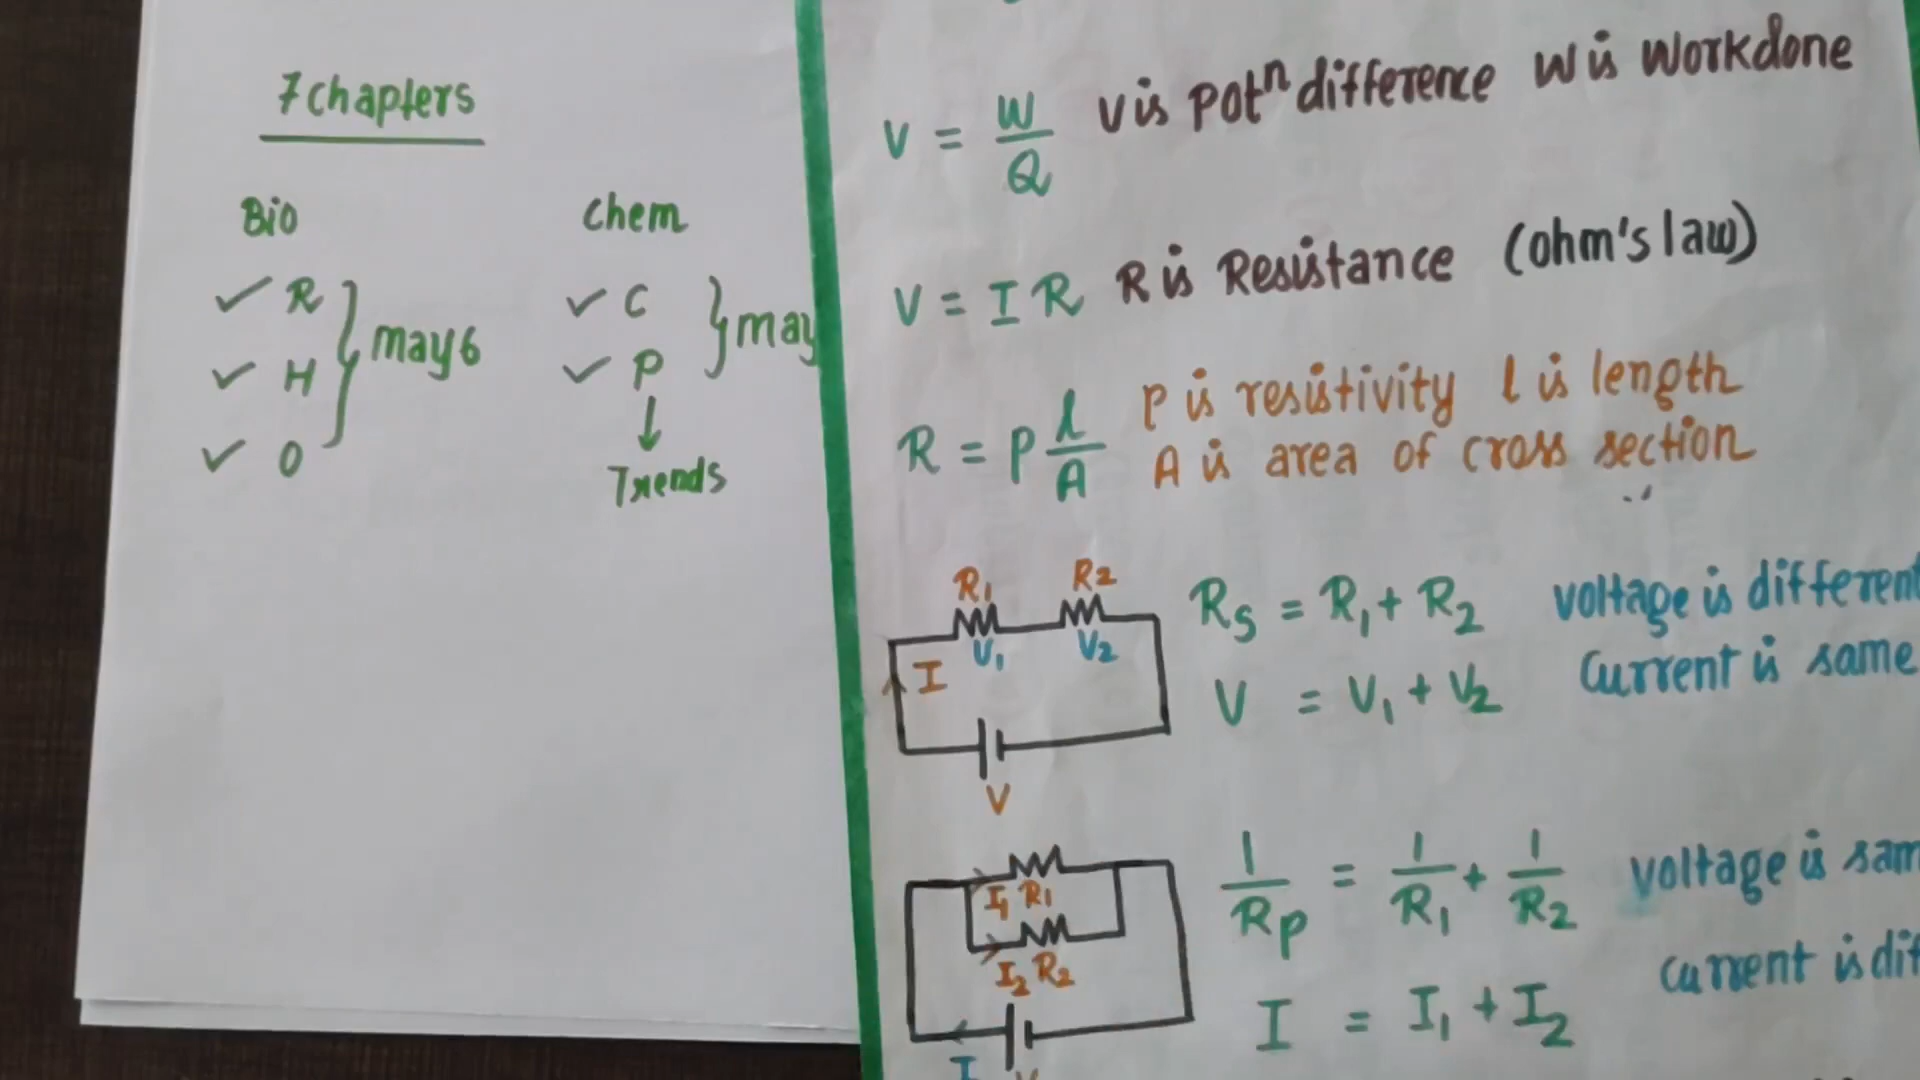 7 chapters
Bio
✓ R
✓ H
✓ O
may 6
Chem
✓ C
✓ P
may
Trends
V = W/Q V is potⁿ difference W is workdone
V = I R R is Resistance (ohm's law)
R = ρ l/A ρ is resistivity l is length
A is area of cross section
R1 R2
V1 V2
I
V
Rs = R1 + R2 voltage is different
V = V1 + V2 current is same
I1 R1
I2 R2
I
1/Rp = 1/R1 + 1/R2 voltage is sam
current is dif
I = I1 + I2